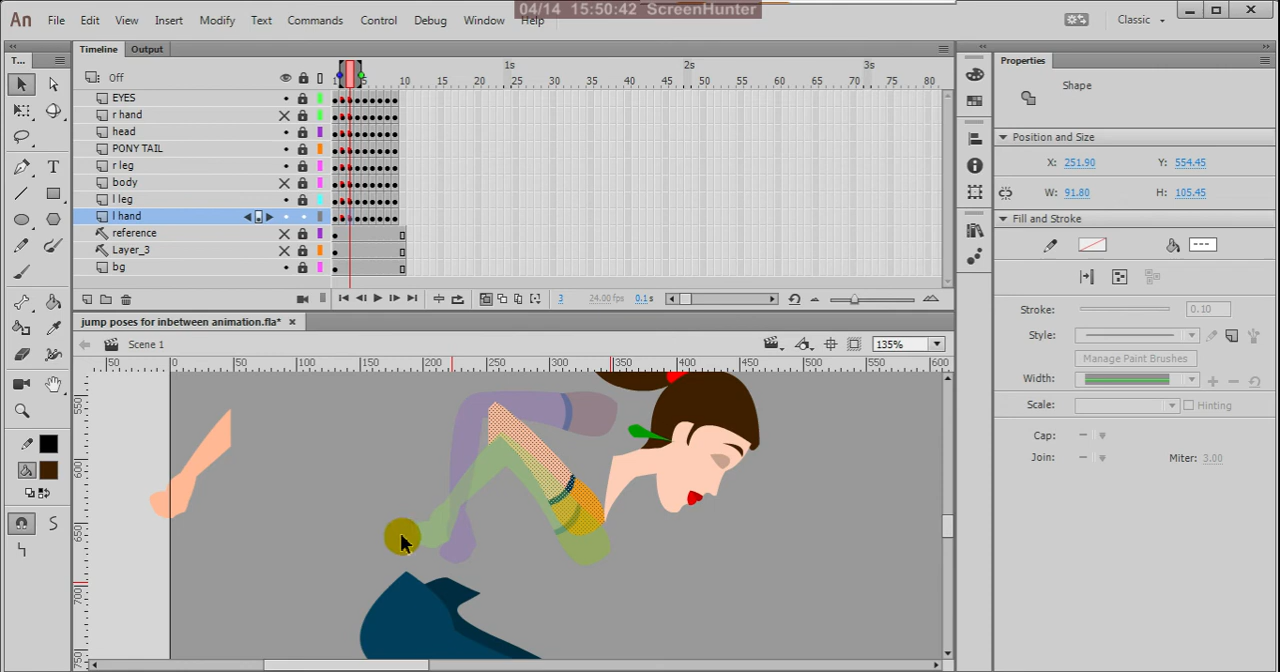 04/14 15:50:42 ScreenHunter
An File Edit View Insert Modify Text Commands Control Debug Window Help Classic
T...
Timeline Output
Properties
Off
1s 2s 3s
1 5 10 15 20 25 30 35 40 45 50 55 60 65 70 75 80
Shape
EYES
r hand
head
PONY TAIL
r leg
body
l leg
l hand
reference
Layer_3
bg
Position and Size
X: 251.90 Y: 554.45
W: 91.80 H: 105.45
Fill and Stroke
3 24.00 fps 0.1s
Stroke: 0.10
Style:
Manage Paint Brushes
Width:
Scale: Hinting
Cap:
Join: Miter: 3.00
jump poses for inbetween animation.fla* ×
Scene 1 135%
50 0 50 100 150 200 250 300 350 400 450 500 550 600
550
600
650
700
750